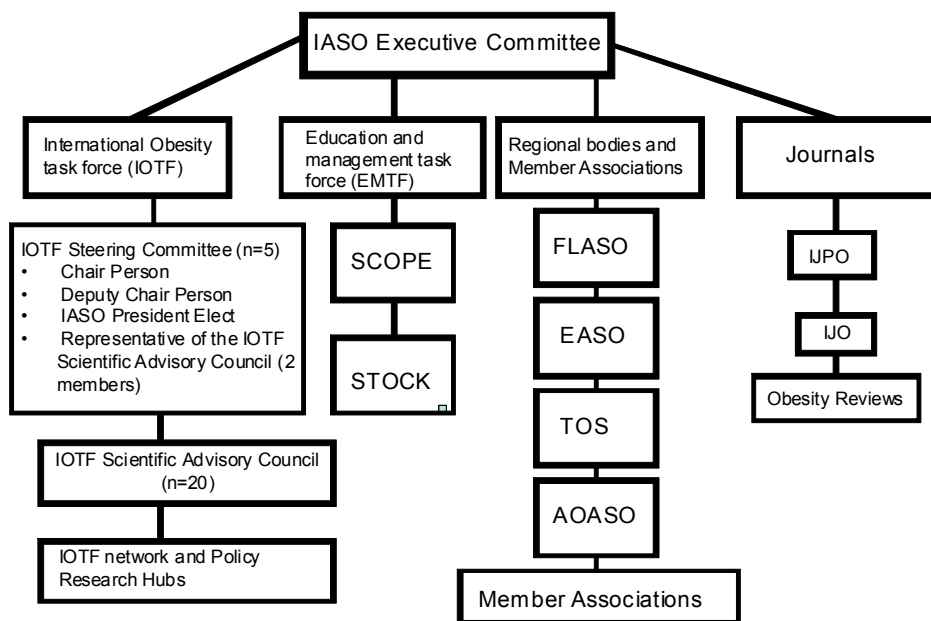 IASO Executive Committee
International Obesity
task force (IOTF)
Education and
management task
force (EMTF)
Regional bodies and
Member Associations
Journals
IOTF Steering Committee (n=5)
• Chair Person
• Deputy Chair Person
• IASO President Elect
• Representative of the IOTF
Scientific Advisory Council (2
members)
IOTF Scientific Advisory Council
(n=20)
IOTF network and Policy
Research Hubs
SCOPE
STOCK
FLASO
EASO
TOS
AOASO
Member Associations
IJPO
IJO
Obesity Reviews